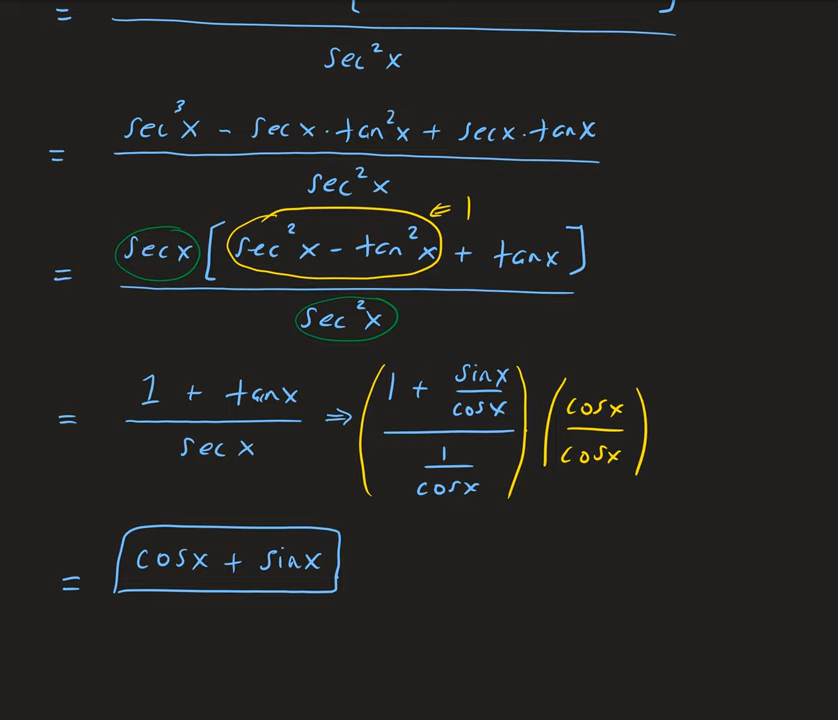 =
sec²x
= sec³x - secx·tan²x + secx·tanx
sec²x
⇐ 1
= secx [sec²x - tan²x + tanx]
sec²x
= 1 + tanx / secx ⇒ (1 + sinx/cosx / 1/cosx) (cosx/cosx)
= cosx + sinx